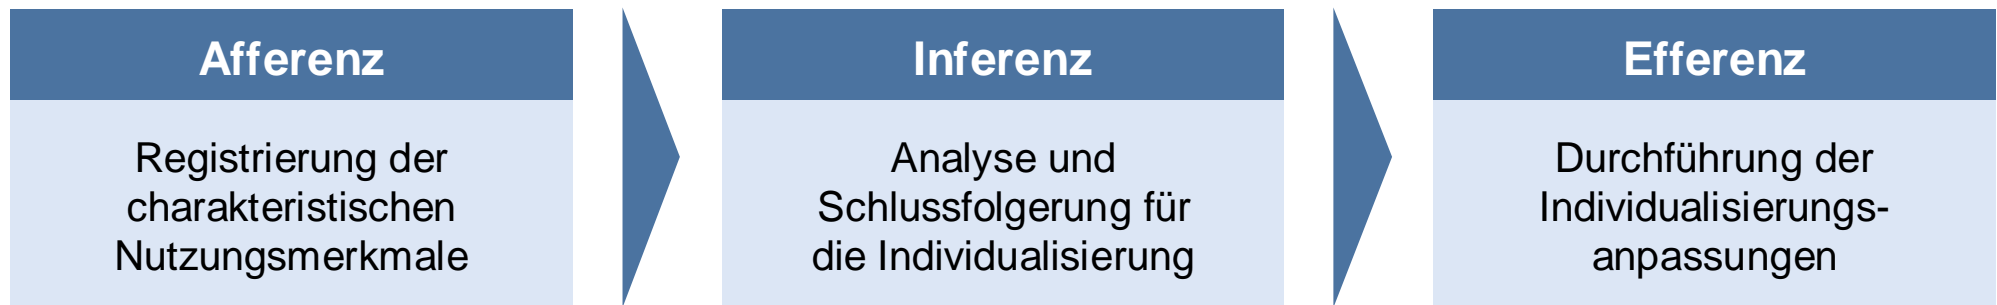 Afferenz
Registrierung der
charakteristischen
Nutzungsmerkmale
Inferenz
Analyse und
Schlussfolgerung für
die Individualisierung
Efferenz
Durchführung der
Individualisierungs-
anpassungen